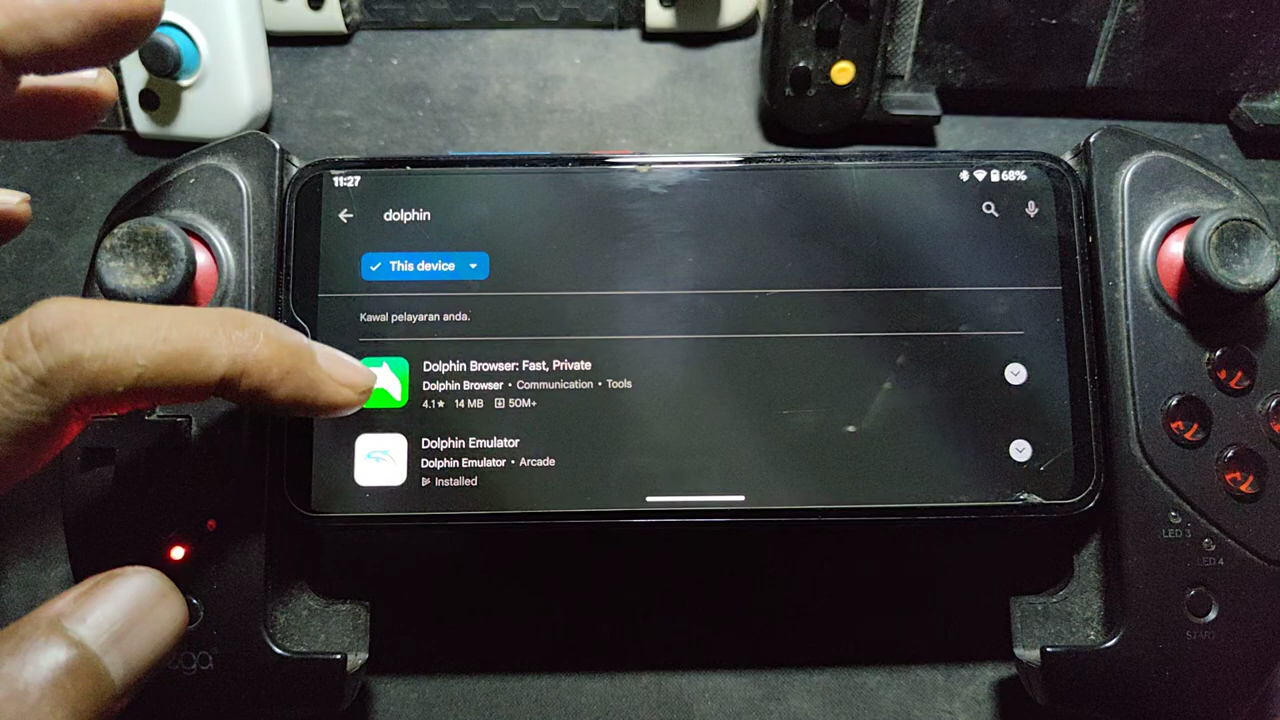 11:27
68%
dolphin
This device
Kawal pelayaran anda.
Dolphin Browser: Fast, Private
Dolphin Browser • Communication • Tools
4.1★ 14 MB 50M+
Dolphin Emulator
Dolphin Emulator • Arcade
Installed
LED 3
LED 4
START